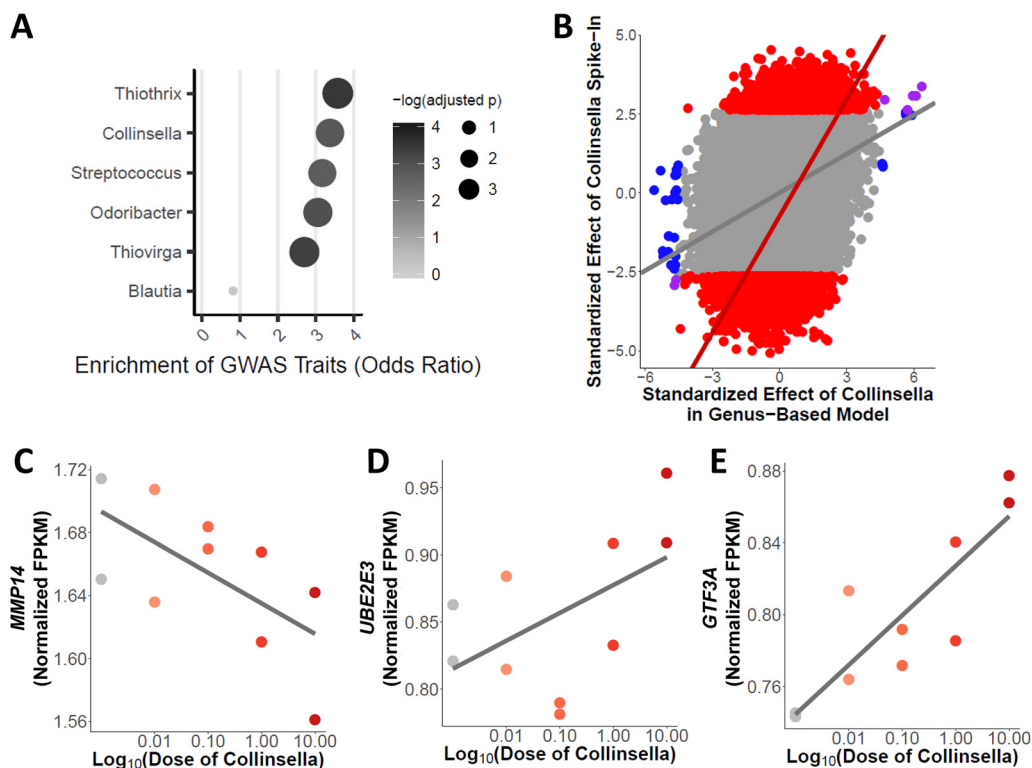 A
Thiothrix
Collinsella
Streptococcus
Odoribacter
Thiovirga
Blautia
0 1 2 3 4
Enrichment of GWAS Traits (Odds Ratio)
−log(adjusted p)
4
3
2
1
0
1
2
3
B
Standardized Effect of Collinsella Spike−In
5.0
2.5
0.0
−2.5
−5.0
−6 −3 0 3 6
Standardized Effect of Collinsella
in Genus−Based Model
C
MMP14
(Normalized FPKM)
1.72
1.68
1.64
1.60
1.56
0.01 0.10 1.00 10.00
Log10(Dose of Collinsella)
D
UBE2E3
(Normalized FPKM)
0.95
0.90
0.85
0.80
0.01 0.10 1.00 10.00
Log10(Dose of Collinsella)
E
GTF3A
(Normalized FPKM)
0.88
0.84
0.80
0.76
0.01 0.10 1.00 10.00
Log10(Dose of Collinsella)